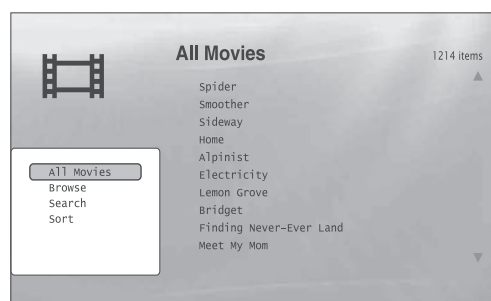 All Movies
1214 items
Spider
Smoother
Sideway
Home
Alpinist
Electricity
Lemon Grove
Bridget
Finding Never-Ever Land
Meet My Mom
All Movies
Browse
Search
Sort